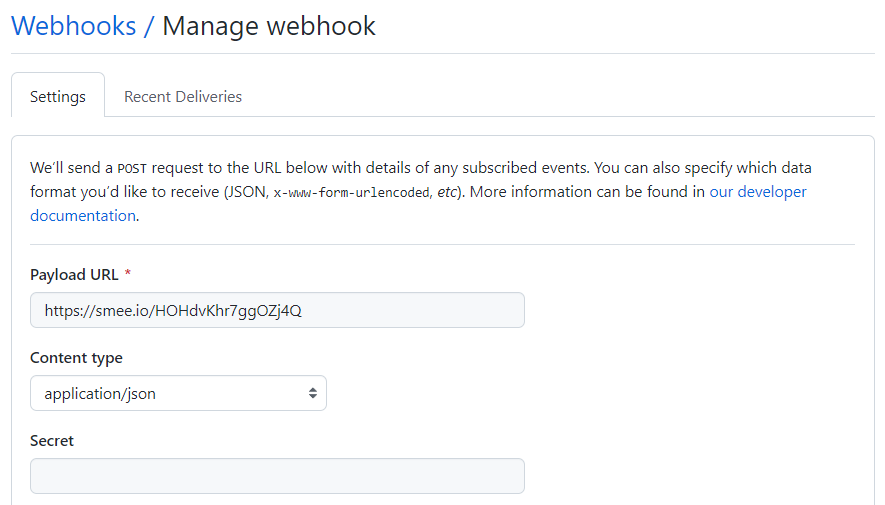 Webhooks / Manage webhook
Settings
Recent Deliveries
We'll send a POST request to the URL below with details of any subscribed events. You can also specify which data
format you'd like to receive (JSON, x-www-form-urlencoded, etc). More information can be found in our developer
documentation.
Payload URL *
https://smee.io/HOHdvKhr7ggOZj4Q
Content type
application/json
Secret